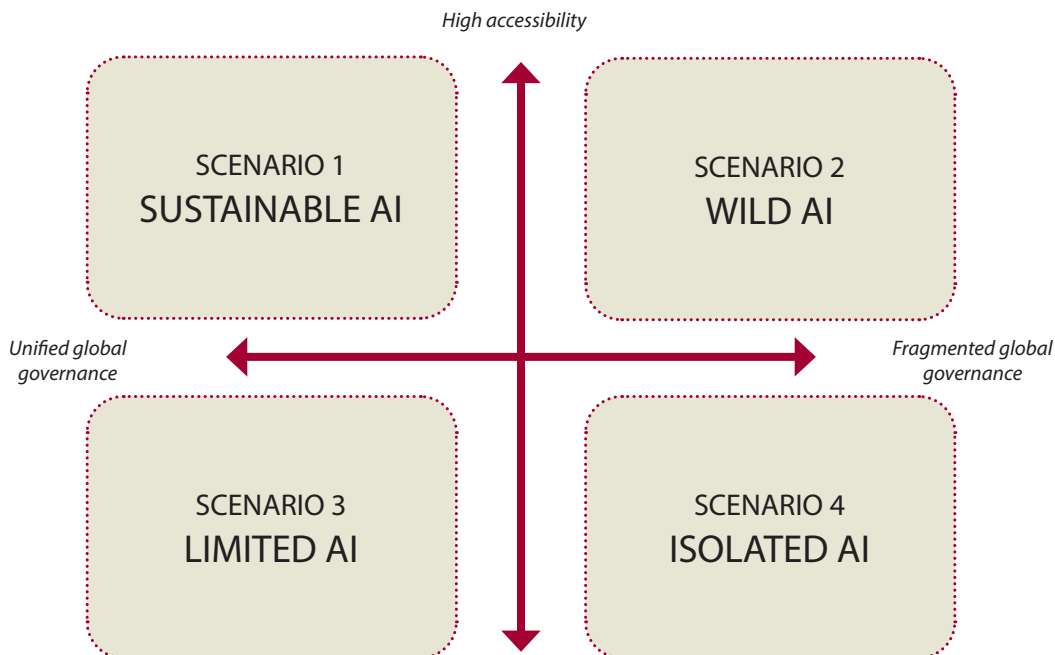 High accessibility
SCENARIO 1
SUSTAINABLE AI
SCENARIO 2
WILD AI
Unified global
governance
Fragmented global
governance
SCENARIO 3
LIMITED AI
SCENARIO 4
ISOLATED AI